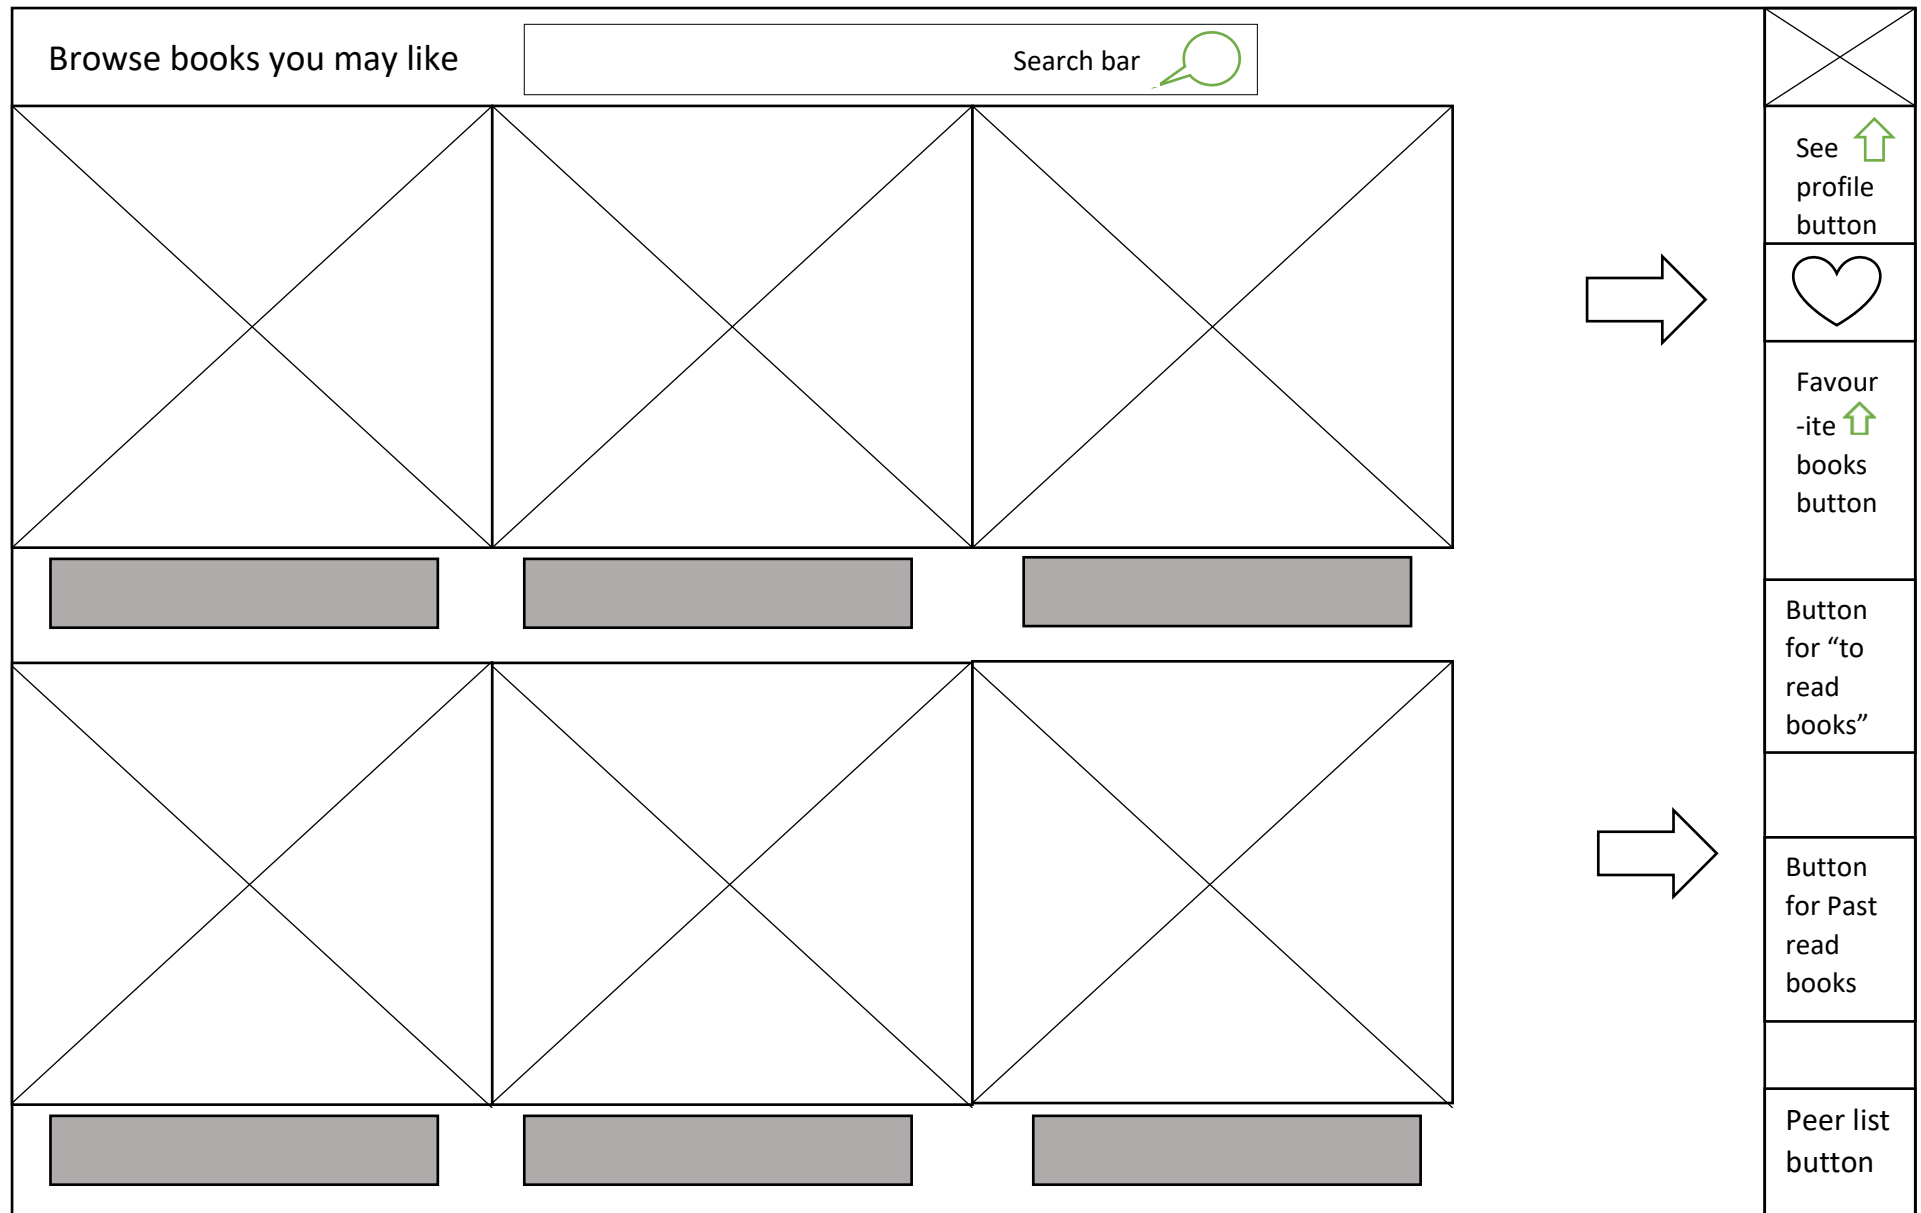 Browse books you may like
Search bar
See
profile
button
Favour
-ite
books
button
Button
for “to
read
books”
Button
for Past
read
books
Peer list
button